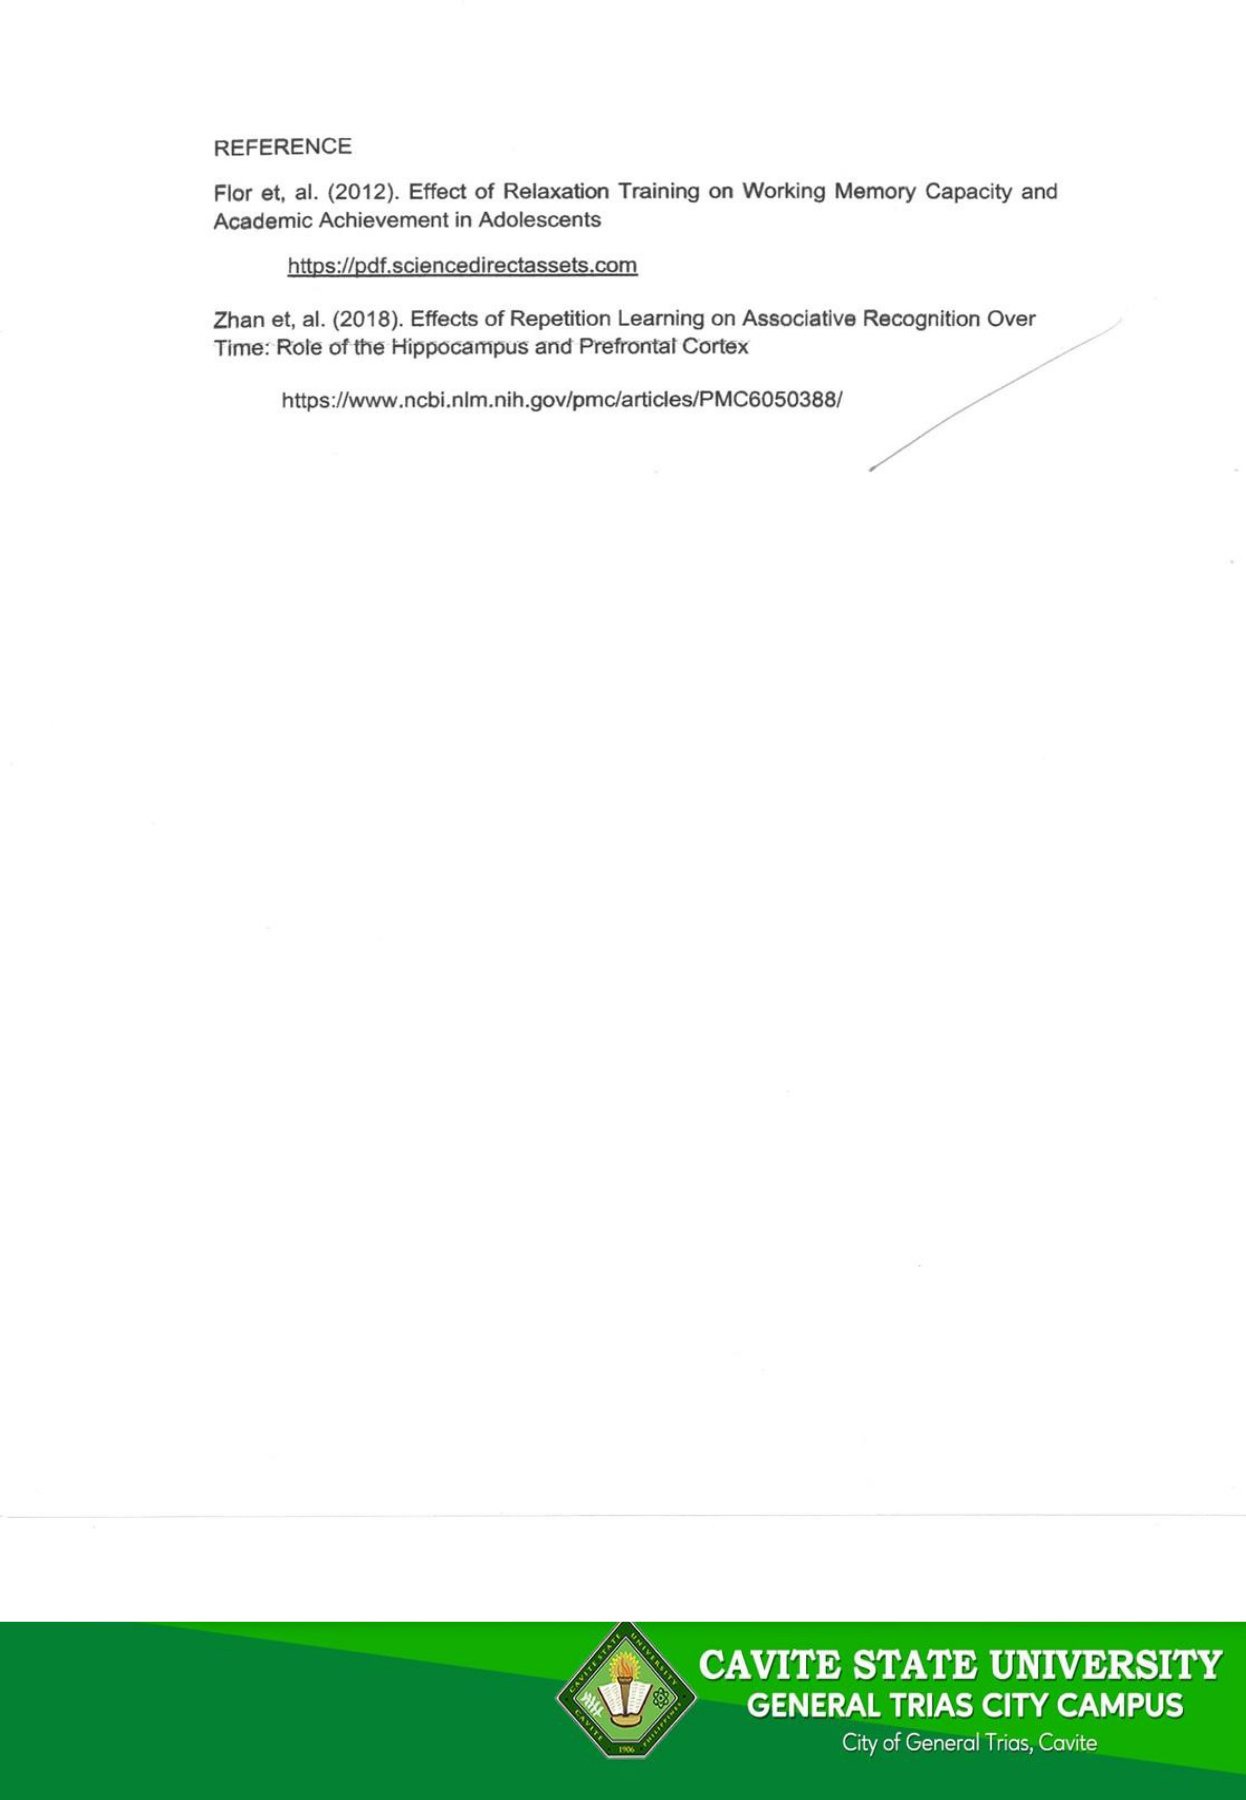 REFERENCE
Flor et, al. (2012). Effect of Relaxation Training on Working Memory Capacity and
Academic Achievement in Adolescents
https://pdf.sciencedirectassets.com
Zhan et, al. (2018). Effects of Repetition Learning on Associative Recognition Over
Time: Role of the Hippocampus and Prefrontal Cortex
https://www.ncbi.nlm.nih.gov/pmc/articles/PMC6050388/
CAVITE STATE UNIVERSITY
CAVITE PHILIPPINES
1906
CAVITE STATE UNIVERSITY
GENERAL TRIAS CITY CAMPUS
City of General Trias, Cavite